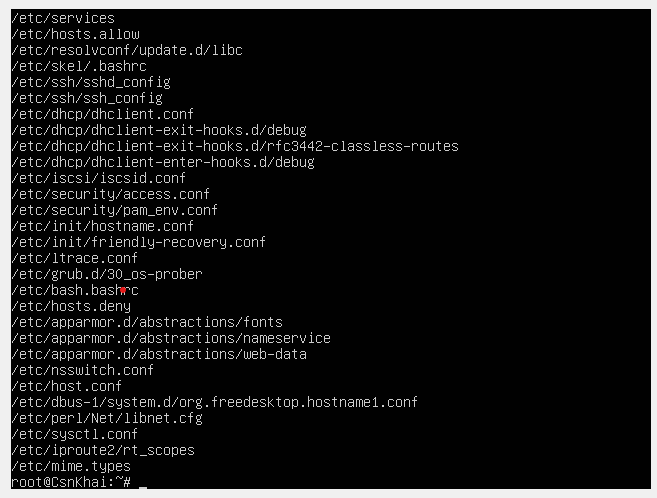 /etc/services
/etc/hosts.allow
/etc/resolvconf/update.d/libc
/etc/skel/.bashrc
/etc/ssh/sshd_config
/etc/ssh/ssh_config
/etc/dhcp/dhclient.conf
/etc/dhcp/dhclient-exit-hooks.d/debug
/etc/dhcp/dhclient-exit-hooks.d/rfc3442-classless-routes
/etc/dhcp/dhclient-enter-hooks.d/debug
/etc/iscsi/iscsid.conf
/etc/security/access.conf
/etc/security/pam_env.conf
/etc/init/hostname.conf
/etc/init/friendly-recovery.conf
/etc/ltrace.conf
/etc/grub.d/30_os-prober
/etc/bash.bashrc
/etc/hosts.deny
/etc/apparmor.d/abstractions/fonts
/etc/apparmor.d/abstractions/nameservice
/etc/apparmor.d/abstractions/web-data
/etc/nsswitch.conf
/etc/host.conf
/etc/dbus-1/system.d/org.freedesktop.hostname1.conf
/etc/perl/Net/libnet.cfg
/etc/sysctl.conf
/etc/iproute2/rt_scopes
/etc/mime.types
root@CsnKhai:~# _